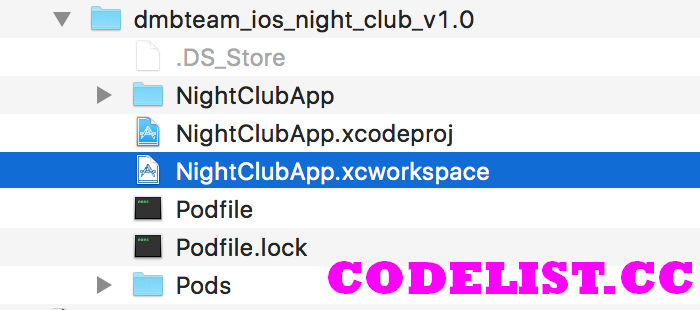 dmbteam_ios_night_club_v1.0
.DS_Store
NightClubApp
NightClubApp.xcodeproj
NightClubApp.xcworkspace
Podfile
Podfile.lock
Pods
CODELIST.CC